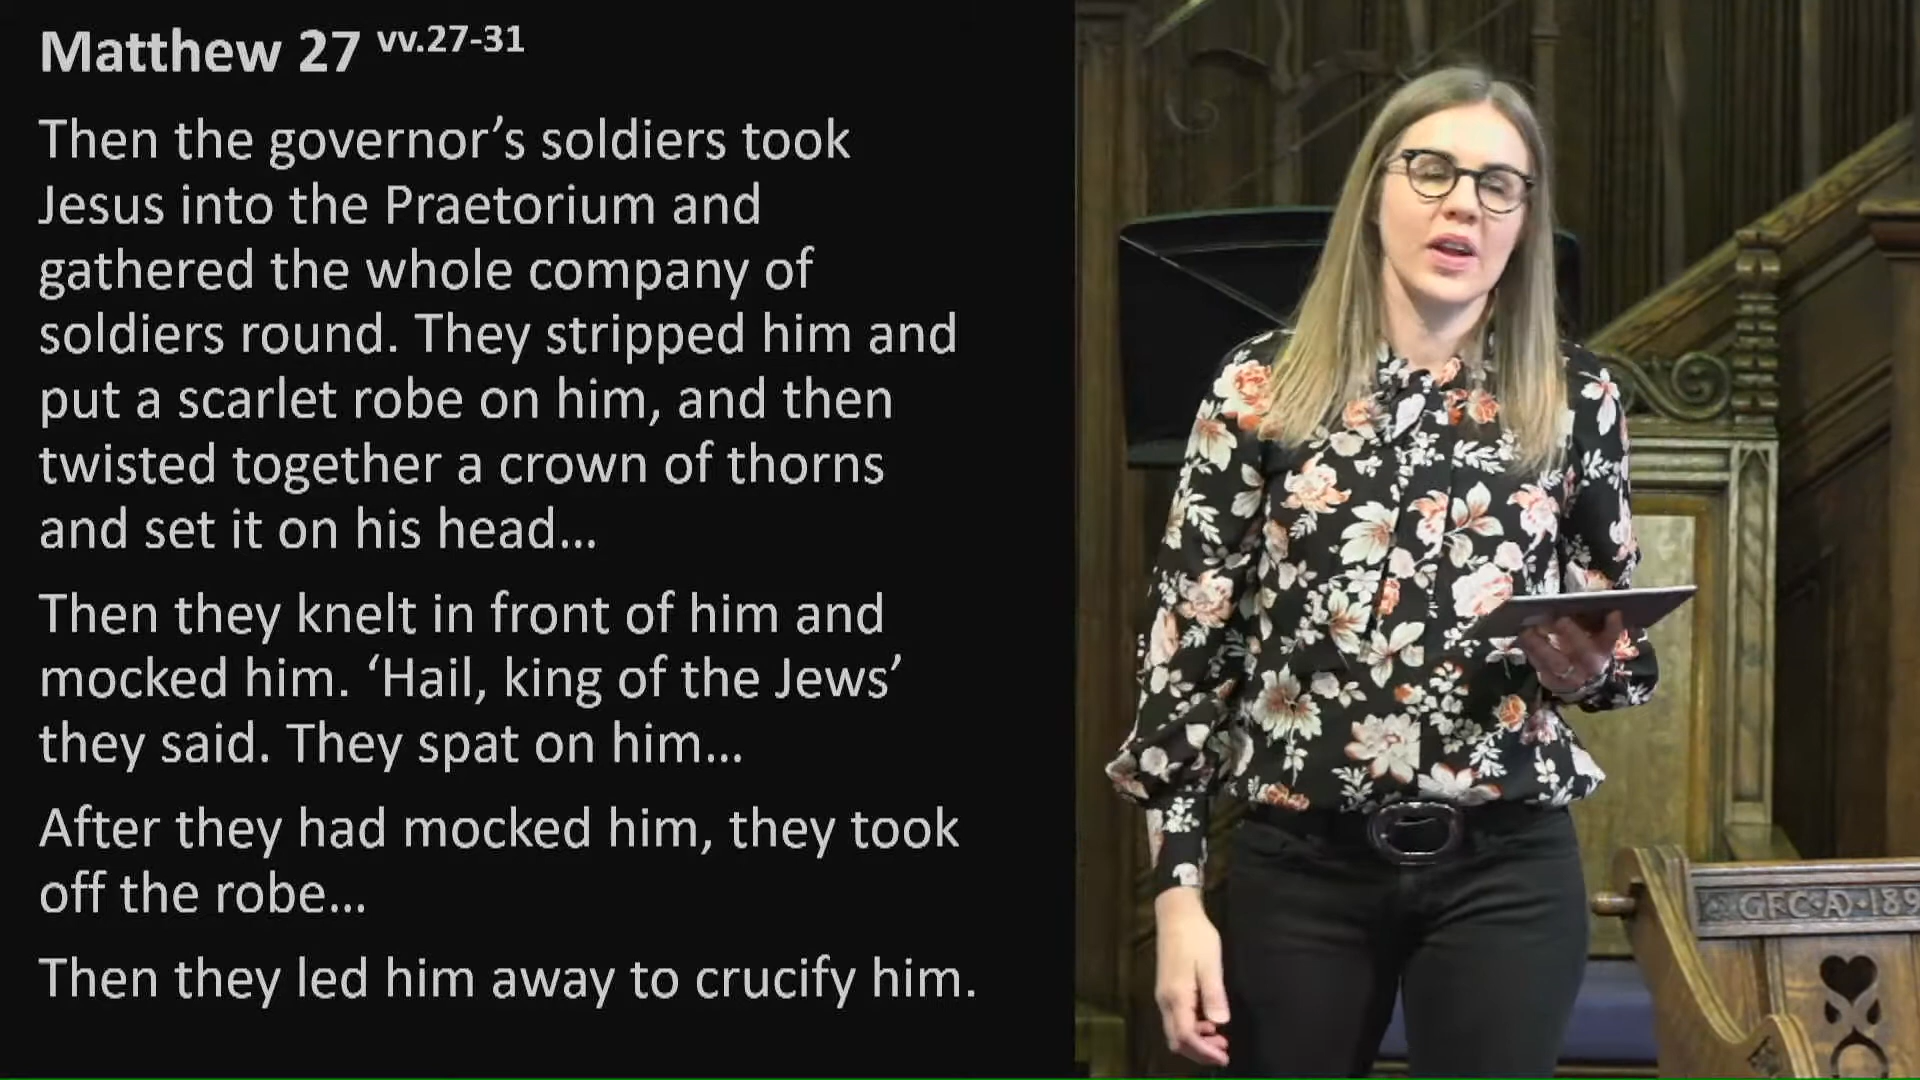 Matthew 27 vv.27-31
Then the governor’s soldiers took
Jesus into the Praetorium and
gathered the whole company of
soldiers round. They stripped him and
put a scarlet robe on him, and then
twisted together a crown of thorns
and set it on his head...
Then they knelt in front of him and
mocked him. ‘Hail, king of the Jews’
they said. They spat on him...
After they had mocked him, they took
off the robe...
Then they led him away to crucify him.
GFC·A